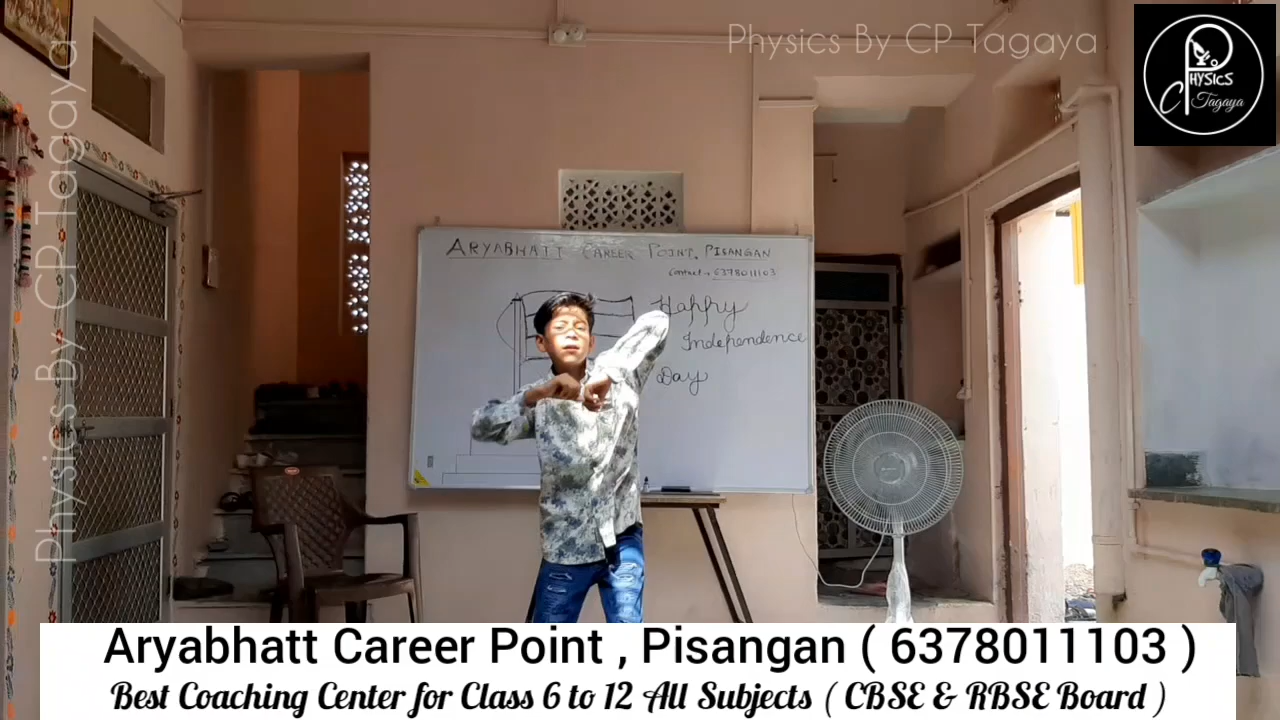 Physics By CP Tagaya
Physics By CP Tagaya
PHYSICS
C Tagaya
ARYABHATT CAREER POINT, PISANGAN
Contact → 6378011103
Happy
Independence
Day
Aryabhatt Career Point , Pisangan ( 6378011103 )
Best Coaching Center for Class 6 to 12 All Subjects ( CBSE & RBSE Board )